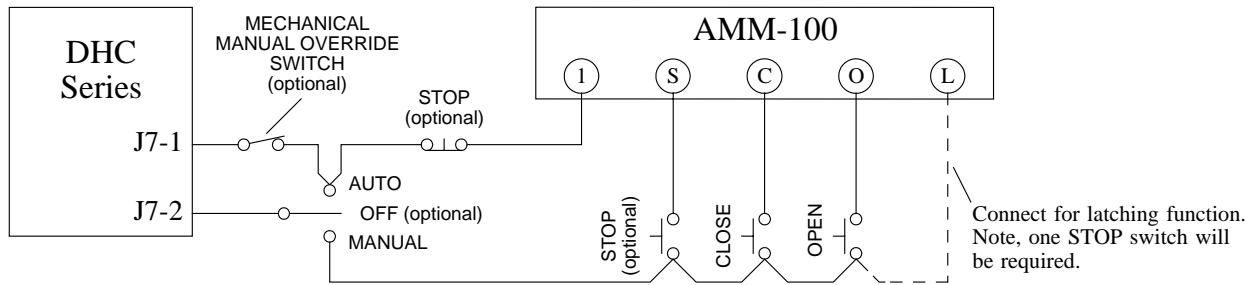 DHC
Series
J7-1
J7-2
MECHANICAL
MANUAL OVERRIDE
SWITCH
(optional)
STOP
(optional)
AUTO
OFF (optional)
MANUAL
AMM-100
1
S
C
O
L
STOP
(optional)
CLOSE
OPEN
Connect for latching function.
Note, one STOP switch will
be required.